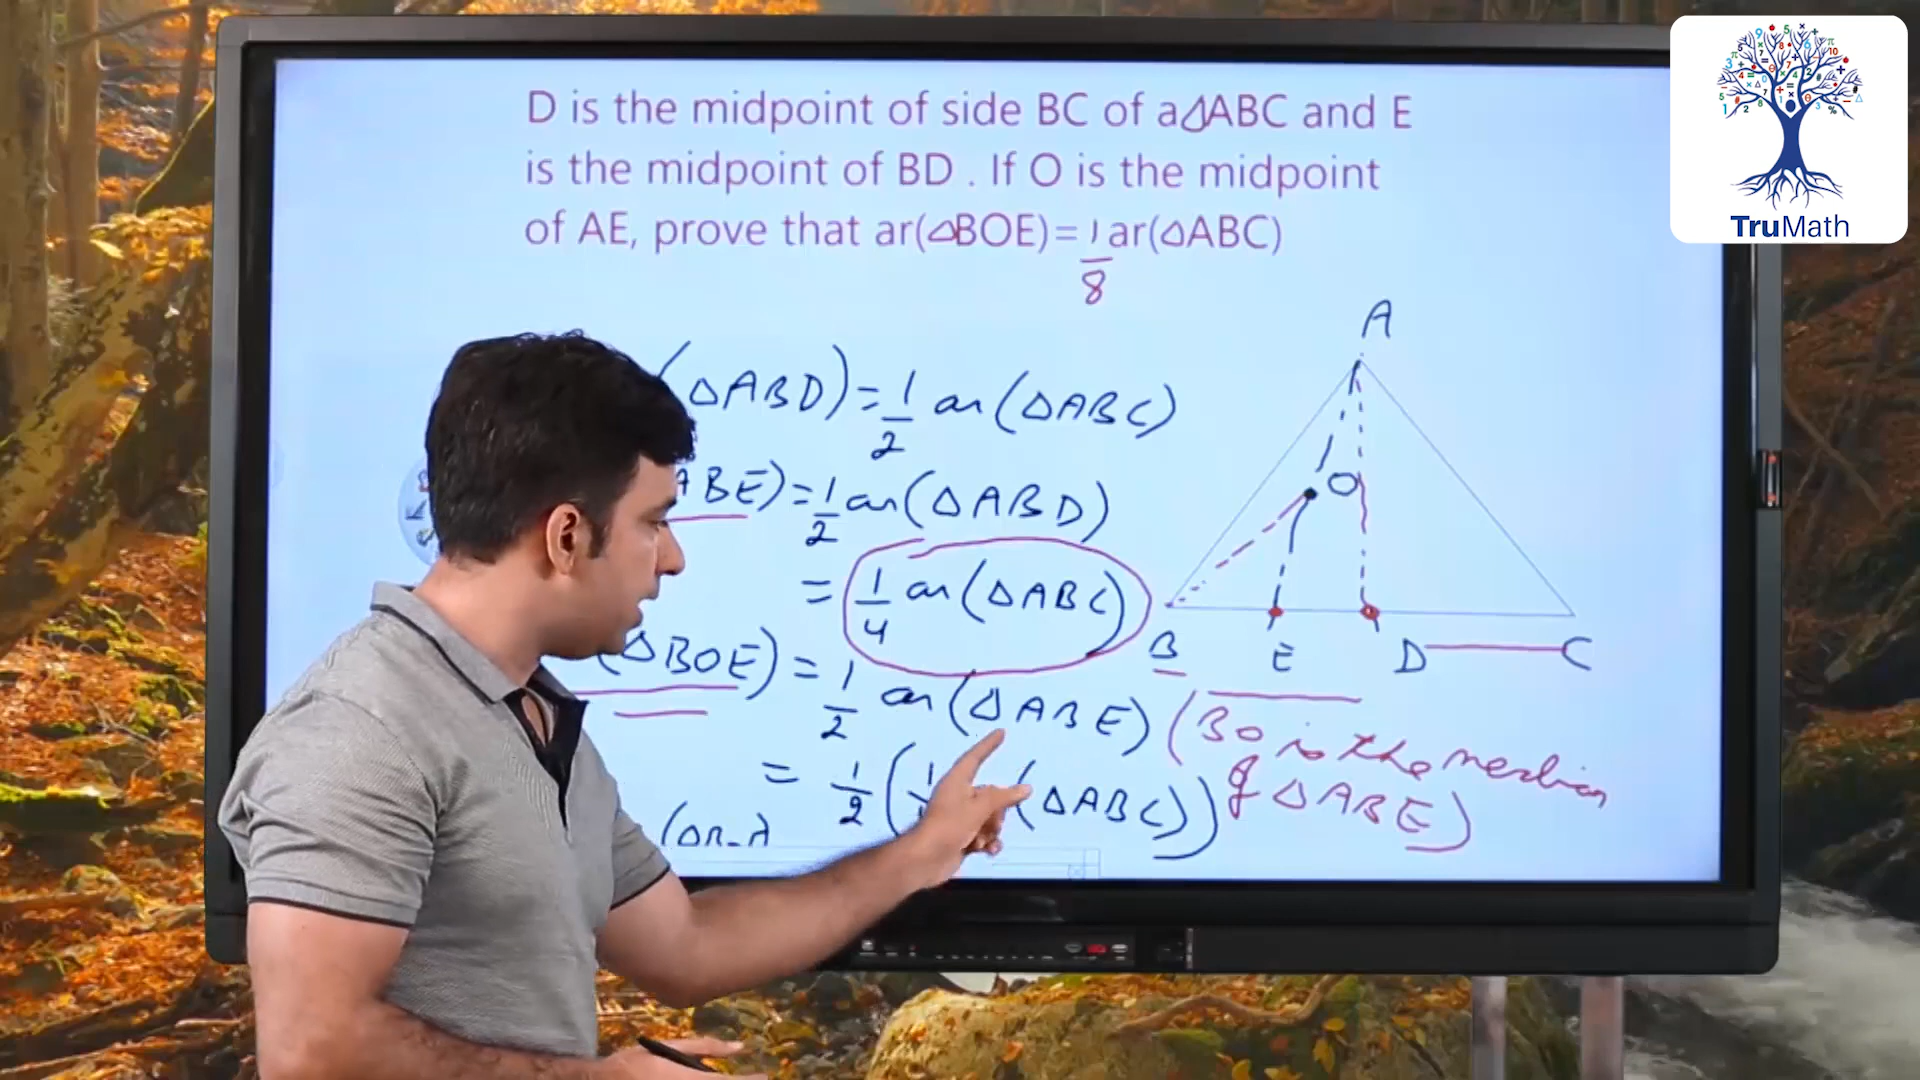 D is the midpoint of side BC of a△ABC and E
is the midpoint of BD . If O is the midpoint
of AE, prove that ar(△BOE)=1/8 ar(△ABC)
TruMath
(△ABD)=1/2 ar(△ABC)
ABE)=1/2 ar(△ABD)
=1/4 ar(△ABC)
(△BOE)=1/2 ar(△ABE) (BO is the median
of △ABE)
=1/2( (△ABC))
A
O
B E D C